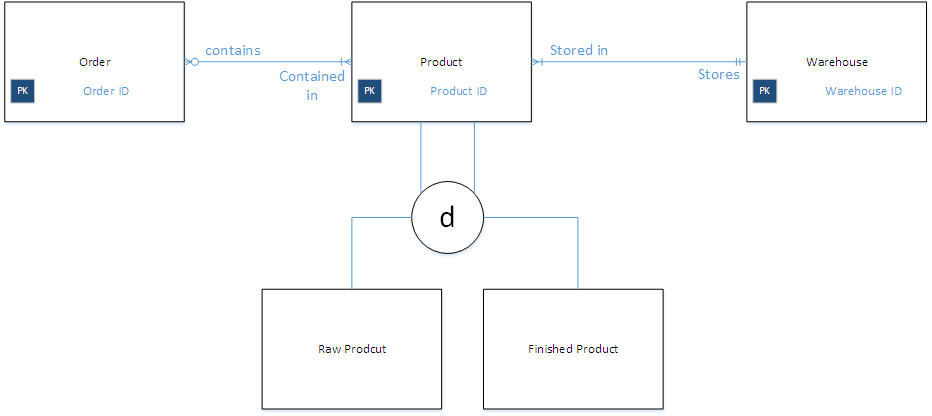 Order
PK
Order ID
contains
Contained
in
Product
PK
Product ID
Stored in
Stores
Warehouse
PK
Warehouse ID
d
Raw Prodcut
Finished Product